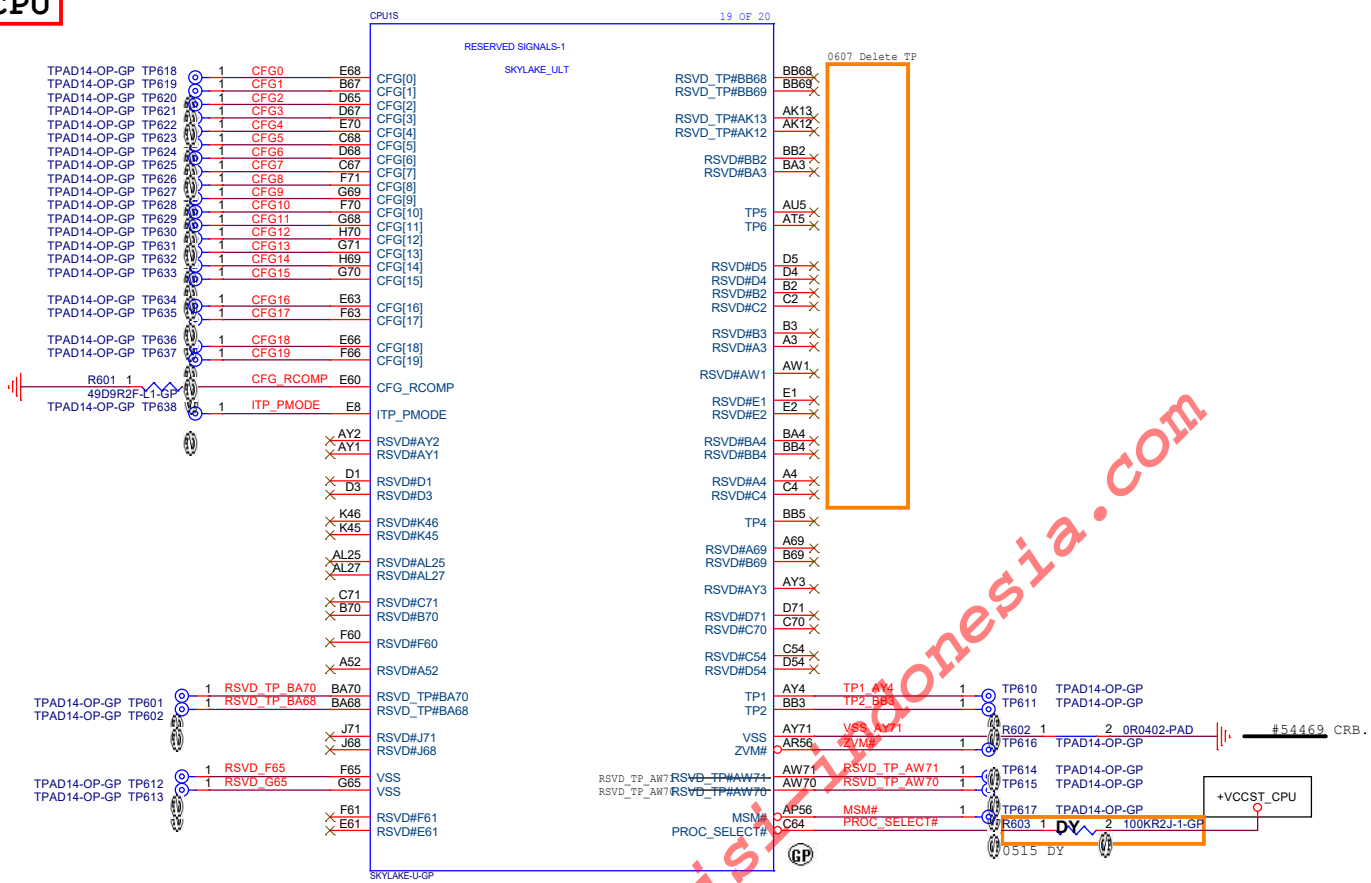 CPU
CPU1S
19 OF 20
RESERVED SIGNALS-1
SKYLAKE_ULT
0607 Delete TP
TPAD14-OP-GP TP618 1 CFG0 E68 CFG[0]
TPAD14-OP-GP TP619 1 CFG1 B67 CFG[1]
TPAD14-OP-GP TP620 1 CFG2 D65 CFG[2]
TPAD14-OP-GP TP621 1 CFG3 D67 CFG[3]
TPAD14-OP-GP TP622 1 CFG4 E70 CFG[4]
TPAD14-OP-GP TP623 1 CFG5 C68 CFG[5]
TPAD14-OP-GP TP624 1 CFG6 D68 CFG[6]
TPAD14-OP-GP TP625 1 CFG7 C67 CFG[7]
TPAD14-OP-GP TP626 1 CFG8 F71 CFG[8]
TPAD14-OP-GP TP627 1 CFG9 G69 CFG[9]
TPAD14-OP-GP TP628 1 CFG10 F70 CFG[10]
TPAD14-OP-GP TP629 1 CFG11 G68 CFG[11]
TPAD14-OP-GP TP630 1 CFG12 H70 CFG[12]
TPAD14-OP-GP TP631 1 CFG13 G71 CFG[13]
TPAD14-OP-GP TP632 1 CFG14 H69 CFG[14]
TPAD14-OP-GP TP633 1 CFG15 G70 CFG[15]
TPAD14-OP-GP TP634 1 CFG16 E63 CFG[16]
TPAD14-OP-GP TP635 1 CFG17 F63 CFG[17]
TPAD14-OP-GP TP636 1 CFG18 E66 CFG[18]
TPAD14-OP-GP TP637 1 CFG19 F66 CFG[19]
R601 1 CFG_RCOMP E60 CFG_RCOMP
49D9R2F-L1-GP
TPAD14-OP-GP TP638 1 ITP_PMODE E8 ITP_PMODE
AY2 RSVD#AY2
AY1 RSVD#AY1
D1 RSVD#D1
D3 RSVD#D3
K46 RSVD#K46
K45 RSVD#K45
AL25 RSVD#AL25
AL27 RSVD#AL27
C71 RSVD#C71
B70 RSVD#B70
F60 RSVD#F60
A52 RSVD#A52
TPAD14-OP-GP TP601 1 RSVD_TP_BA70 BA70 RSVD_TP#BA70
TPAD14-OP-GP TP602 1 RSVD_TP_BA68 BA68 RSVD_TP#BA68
J71 RSVD#J71
J68 RSVD#J68
TPAD14-OP-GP TP612 1 RSVD_F65 F65 VSS
TPAD14-OP-GP TP613 1 RSVD_G65 G65 VSS
F61 RSVD#F61
E61 RSVD#E61
RSVD_TP#BB68 BB68
RSVD_TP#BB69 BB69
RSVD_TP#AK13 AK13
RSVD_TP#AK12 AK12
RSVD#BB2 BB2
RSVD#BA3 BA3
TP5 AU5
TP6 AT5
RSVD#D5 D5
RSVD#D4 D4
RSVD#B2 B2
RSVD#C2 C2
RSVD#B3 B3
RSVD#A3 A3
RSVD#AW1 AW1
RSVD#E1 E1
RSVD#E2 E2
RSVD#BA4 BA4
RSVD#BB4 BB4
RSVD#A4 A4
RSVD#C4 C4
TP4 BB5
RSVD#A69 A69
RSVD#B69 B69
RSVD#AY3 AY3
RSVD#D71 D71
RSVD#C70 C70
RSVD#C54 C54
RSVD#D54 D54
TP1 AY4 TP1_AY4 1 TP610 TPAD14-OP-GP
TP2 BB3 TP2_BB3 1 TP611 TPAD14-OP-GP
VSS AY71 VSS_AY71 R602 1 2 0R0402-PAD #54469 CRB.
ZVM# AR56 ZVM# 1 TP616 TPAD14-OP-GP
RSVD_TP_AW71 RSVD_TP#AW71 AW71 RSVD_TP_AW71 1 TP614 TPAD14-OP-GP
RSVD_TP_AW70 RSVD_TP#AW70 AW70 RSVD_TP_AW70 1 TP615 TPAD14-OP-GP
+VCCST_CPU
MSM# AP56 MSM# 1 TP617 TPAD14-OP-GP
PROC_SELECT# C64 PROC_SELECT# R603 1 DY 2 100KR2J-1-GP
0515 DY
GP
SKYLAKE-U-GP
si-indonesia.com